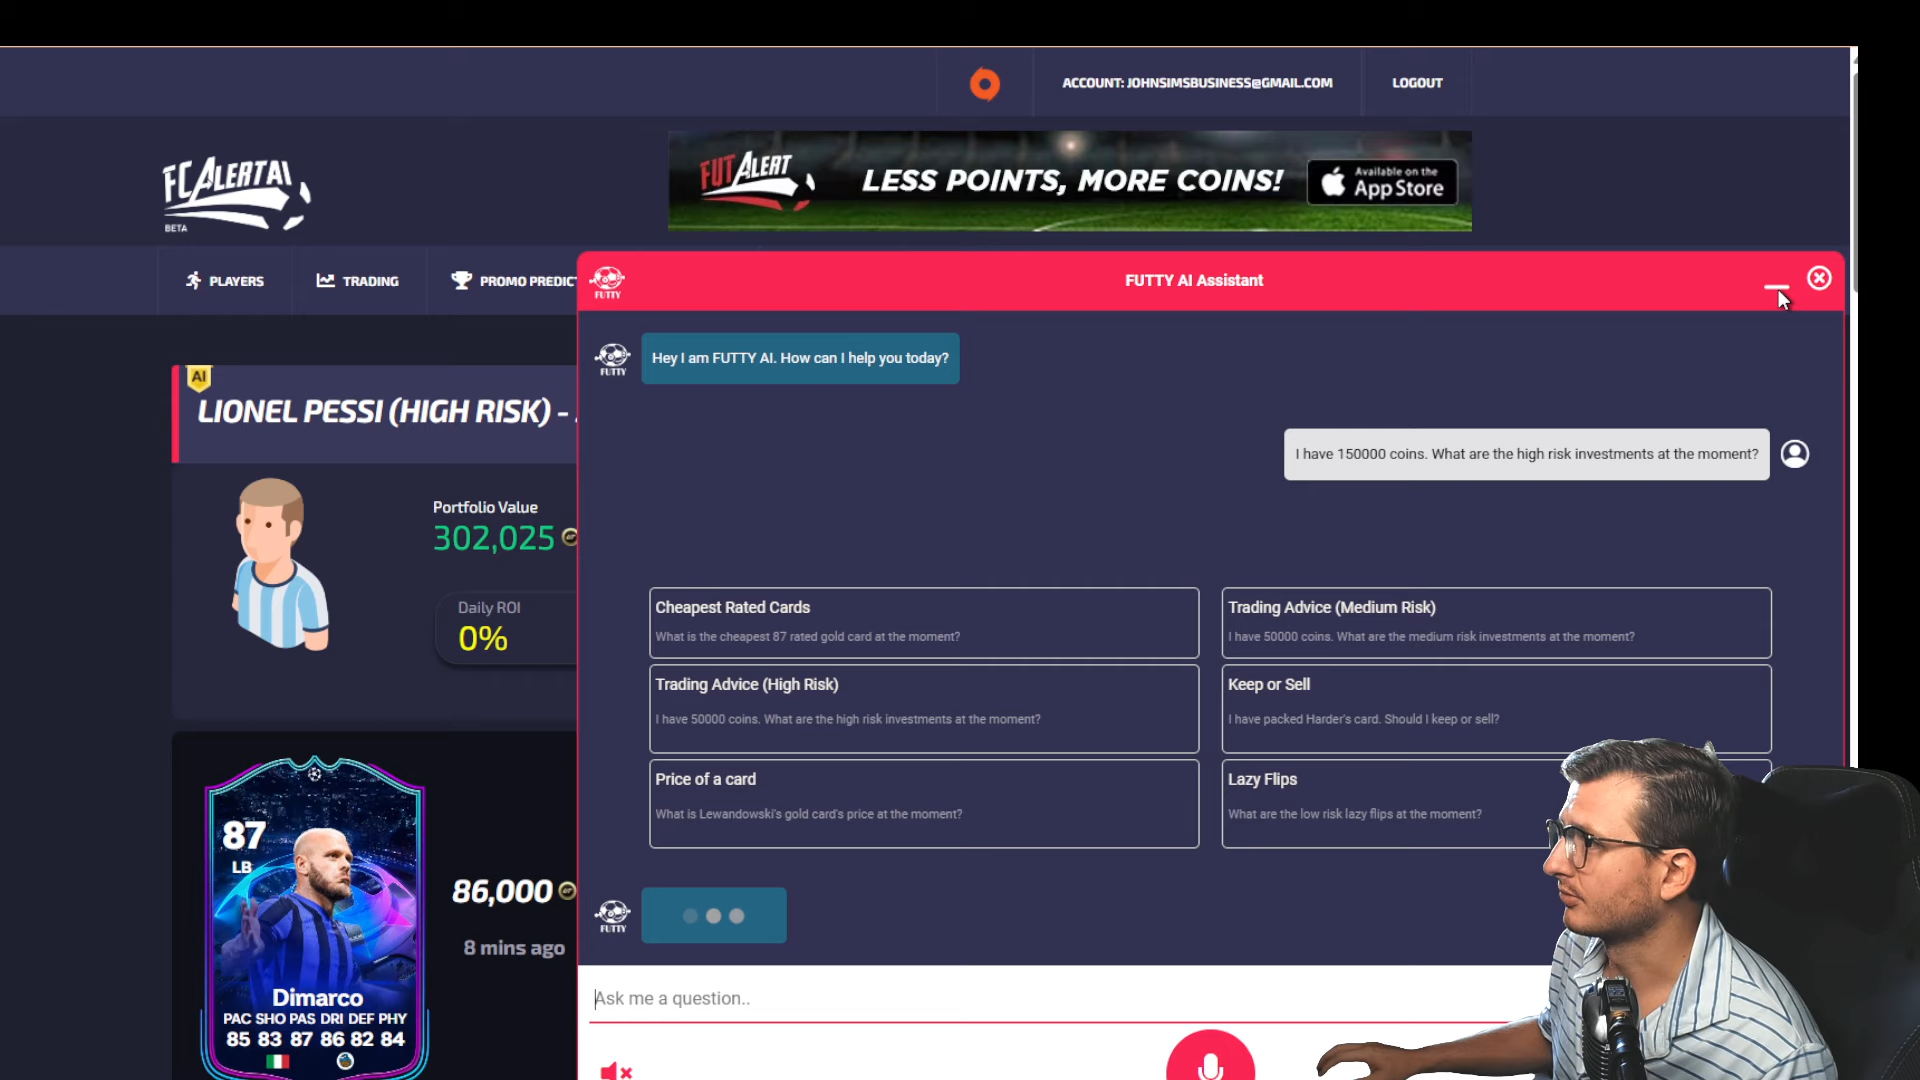 ACCOUNT: JOHNSIMSBUSINESS@GMAIL.COM
LOGOUT
FC ALERTAI
BETA
FUT ALERT
LESS POINTS, MORE COINS!
Available on the
App Store
PLAYERS
TRADING
PROMO PREDIC
FUTTY
FUTTY AI Assistant
FUTTY
Hey I am FUTTY AI. How can I help you today?
AI
LIONEL PESSI (HIGH RISK) -
I have 150000 coins. What are the high risk investments at the moment?
Portfolio Value
302,025
Daily ROI
0%
Cheapest Rated Cards
What is the cheapest 87 rated gold card at the moment?
Trading Advice (Medium Risk)
I have 50000 coins. What are the medium risk investments at the moment?
Trading Advice (High Risk)
I have 50000 coins. What are the high risk investments at the moment?
Keep or Sell
I have packed Harder's card. Should I keep or sell?
Price of a card
What is Lewandowski's gold card's price at the moment?
Lazy Flips
What are the low risk lazy flips at the moment?
87
LB
86,000
8 mins ago
Dimarco
PAC SHO PAS DRI DEF PHY
85 83 87 86 82 84
FUTTY
Ask me a question..